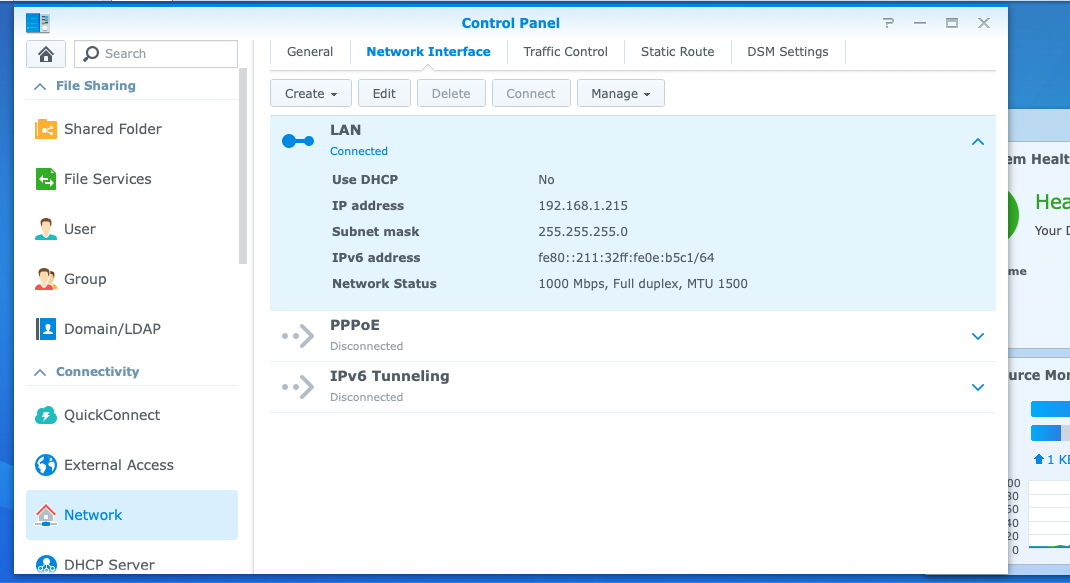 Control Panel
Search
General
Network Interface
Traffic Control
Static Route
DSM Settings
File Sharing
Shared Folder
File Services
User
Group
Domain/LDAP
Connectivity
QuickConnect
External Access
Network
DHCP Server
Create
Edit
Delete
Connect
Manage
LAN
Connected
Use DHCP No
IP address 192.168.1.215
Subnet mask 255.255.255.0
IPv6 address fe80::211:32ff:fe0e:b5c1/64
Network Status 1000 Mbps, Full duplex, MTU 1500
PPPoE
Disconnected
IPv6 Tunneling
Disconnected
em Healt
Hea
Your D
me
urce Mon
1 KE
00
80
60
40
20
0